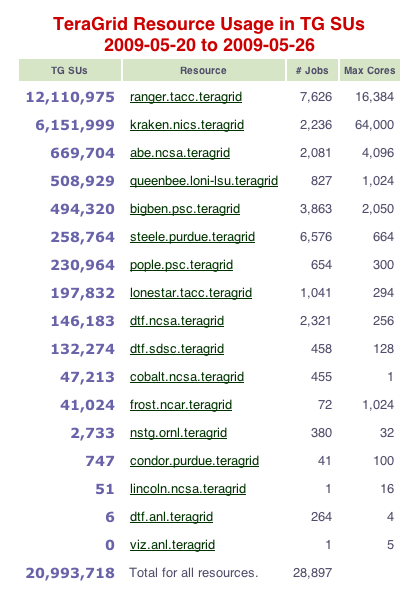 TeraGrid Resource Usage in TG SUs
2009-05-20 to 2009-05-26
TG SUs Resource # Jobs Max Cores
12,110,975 ranger.tacc.teragrid 7,626 16,384
6,151,999 kraken.nics.teragrid 2,236 64,000
669,704 abe.ncsa.teragrid 2,081 4,096
508,929 queenbee.loni-lsu.teragrid 827 1,024
494,320 bigben.psc.teragrid 3,863 2,050
258,764 steele.purdue.teragrid 6,576 664
230,964 pople.psc.teragrid 654 300
197,832 lonestar.tacc.teragrid 1,041 294
146,183 dtf.ncsa.teragrid 2,321 256
132,274 dtf.sdsc.teragrid 458 128
47,213 cobalt.ncsa.teragrid 455 1
41,024 frost.ncar.teragrid 72 1,024
2,733 nstg.ornl.teragrid 380 32
747 condor.purdue.teragrid 41 100
51 lincoln.ncsa.teragrid 1 16
6 dtf.anl.teragrid 264 4
0 viz.anl.teragrid 1 5
20,993,718 Total for all resources. 28,897